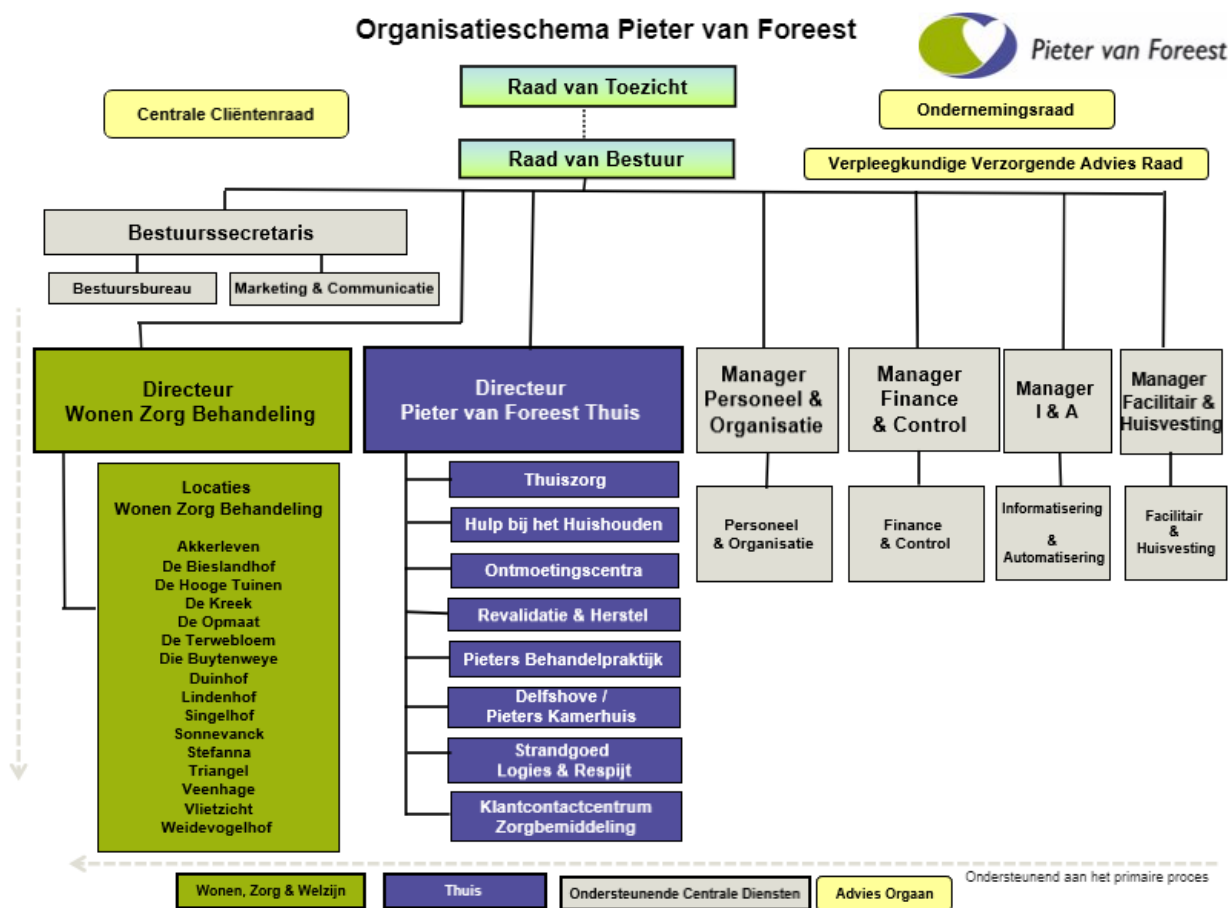 Organisatieschema Pieter van Foreest
Pieter van Foreest
Raad van Toezicht
Centrale Cliëntenraad
Ondernemingsraad
Raad van Bestuur
Verpleegkundige Verzorgende Advies Raad
Bestuurssecretaris
Bestuursbureau
Marketing & Communicatie
Directeur
Wonen Zorg Behandeling
Directeur
Pieter van Foreest Thuis
Manager
Personeel &
Organisatie
Manager
Finance
& Control
Manager
I & A
Manager
Facilitair &
Huisvesting
Locaties
Wonen Zorg Behandeling
Akkerleven
De Bieslandhof
De Hooge Tuinen
De Kreek
De Opmaat
De Terwebloem
Die Buytenweye
Duinhof
Lindenhof
Singelhof
Sonnevanck
Stefanna
Triangel
Veenhage
Vlietzicht
Weidevogelhof
Thuiszorg
Hulp bij het Huishouden
Ontmoetingscentra
Revalidatie & Herstel
Pieters Behandelpraktijk
Delfshove /
Pieters Kamerhuis
Strandgoed
Logies & Respijt
Klantcontactcentrum
Zorgbemiddeling
Personeel
& Organisatie
Finance
& Control
Informatisering
&
Automatisering
Facilitair
&
Huisvesting
Ondersteunend aan het primaire proces
Wonen, Zorg & Welzijn
Thuis
Ondersteunende Centrale Diensten
Advies Orgaan